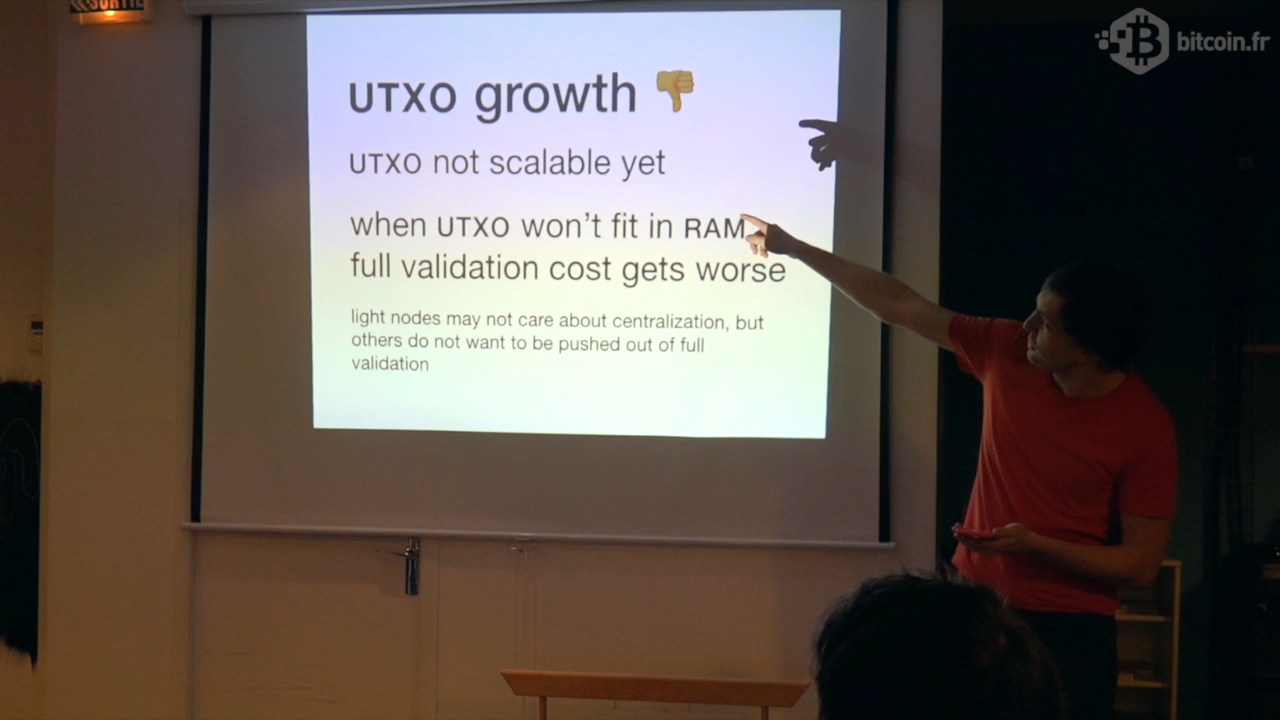 SORTIE
bitcoin.fr
UTXO growth
UTXO not scalable yet
when UTXO won't fit in RAM
full validation cost gets worse
light nodes may not care about centralization, but
others do not want to be pushed out of full
validation